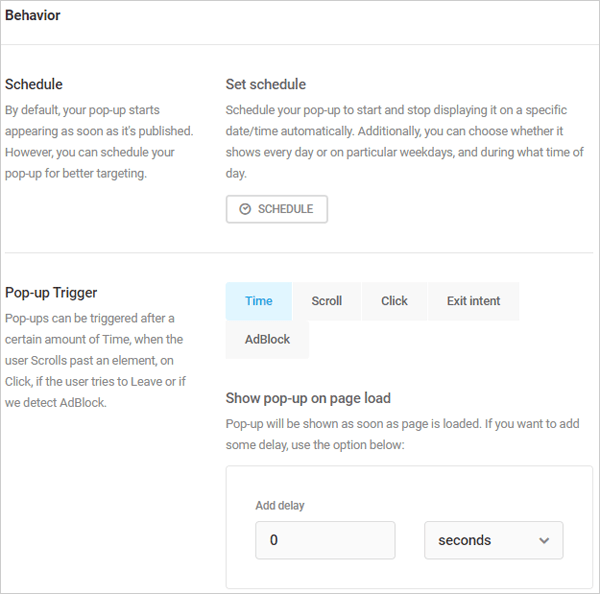 Behavior
Schedule
By default, your pop-up starts
appearing as soon as it's published.
However, you can schedule your
pop-up for better targeting.
Set schedule
Schedule your pop-up to start and stop displaying it on a specific
date/time automatically. Additionally, you can choose whether it
shows every day or on particular weekdays, and during what time of
day.
SCHEDULE
Pop-up Trigger
Pop-ups can be triggered after a
certain amount of Time, when the
user Scrolls past an element, on
Click, if the user tries to Leave or if
we detect AdBlock.
Time Scroll Click Exit intent
AdBlock
Show pop-up on page load
Pop-up will be shown as soon as page is loaded. If you want to add
some delay, use the option below:
Add delay
0 seconds